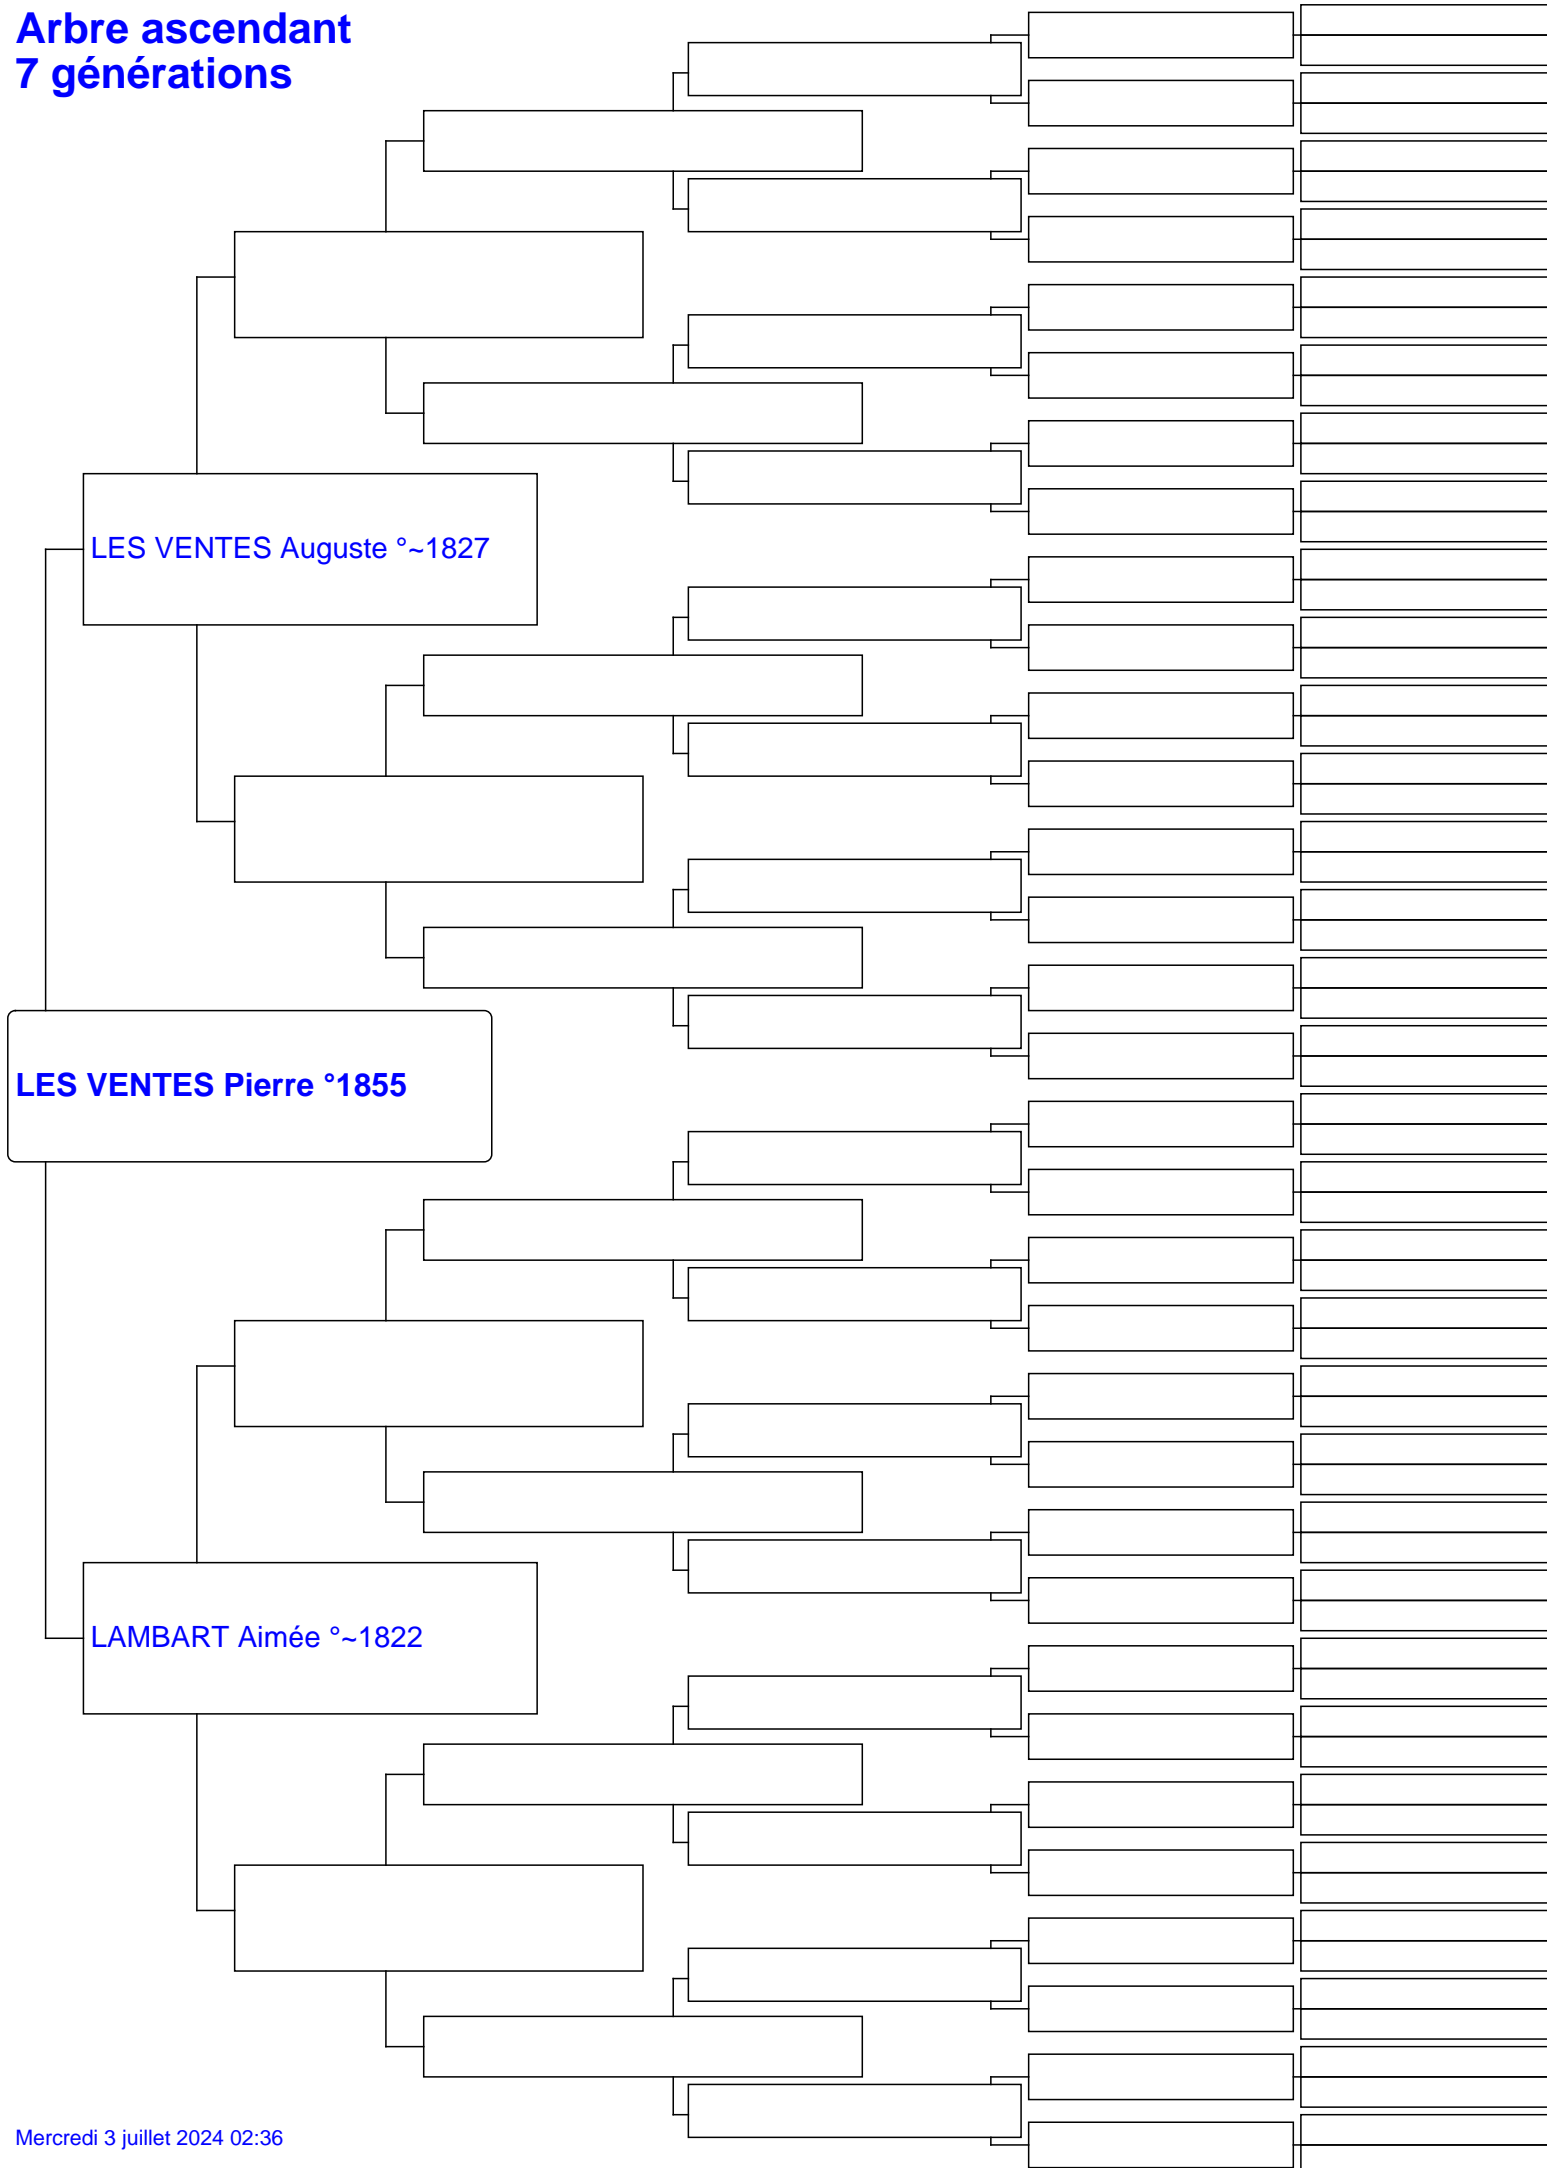 Arbre ascendant
7 générations
LES VENTES Auguste °~1827
LES VENTES Pierre °1855
LAMBART Aimée °~1822
Mercredi 3 juillet 2024 02:36